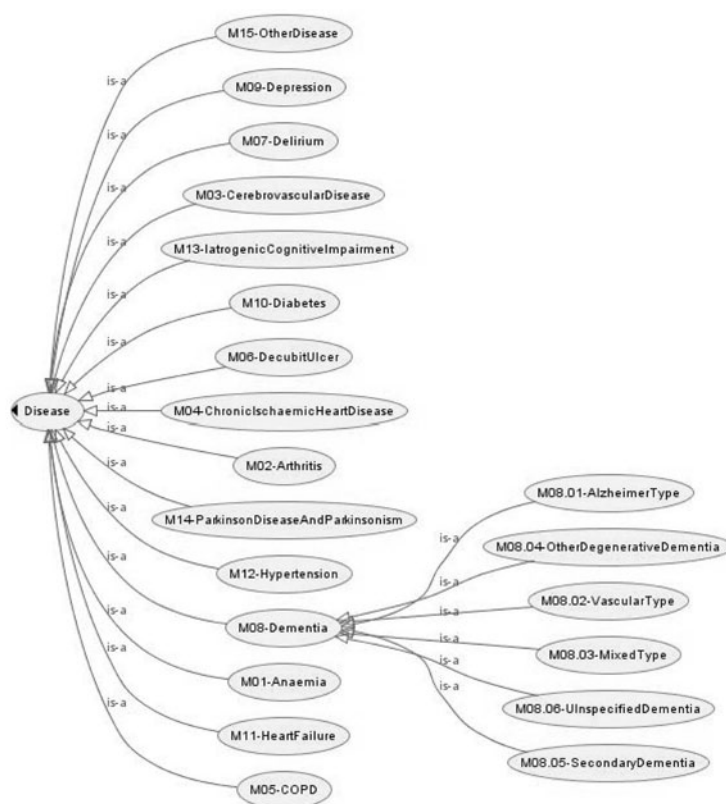 M15-OtherDisease
is-a
M09-Depression
is-a
M07-Delirium
is-a
M03-CerebrovascularDisease
is-a
M13-IatrogenicCognitiveImpairment
is-a
M10-Diabetes
is-a
M06-DecubitUlcer
is-a
Disease
is-a
M04-ChronicIschaemicHeartDisease
is-a
M02-Arthritis
is-a
M14-ParkinsonDiseaseAndParkinsonism
is-a
M12-Hypertension
is-a
M08-Dementia
is-a
M01-Anaemia
is-a
M11-HeartFailure
is-a
M05-COPD
is-a
M08.01-AlzheimerType
is-a
M08.04-OtherDegenerativeDementia
is-a
M08.02-VascularType
is-a
M08.03-MixedType
is-a
M08.06-UInspecifiedDementia
is-a
M08.05-SecondaryDementia
is-a